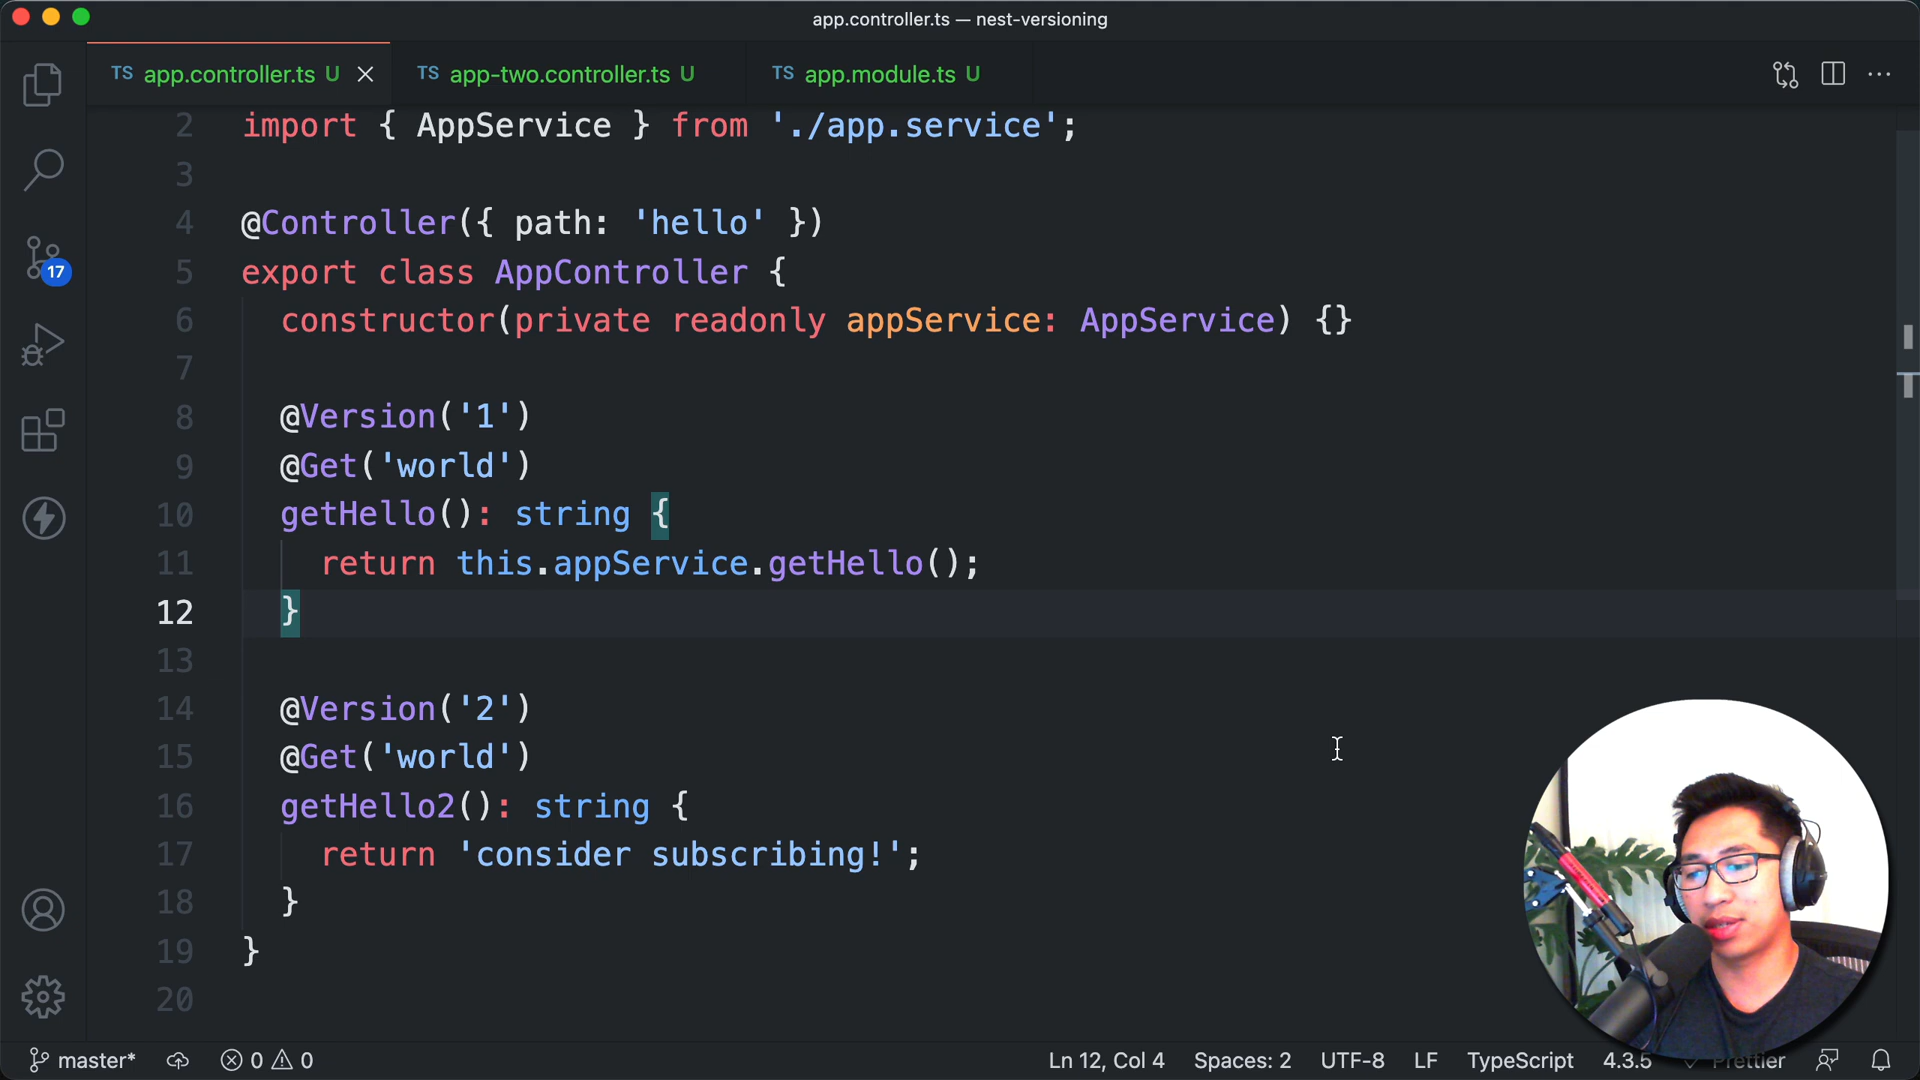 app.controller.ts — nest-versioning
TS app.controller.ts U
TS app-two.controller.ts U
TS app.module.ts U
2 import { AppService } from './app.service';
3
4 @Controller({ path: 'hello' })
5 export class AppController {
6 constructor(private readonly appService: AppService) {}
7
8 @Version('1')
9 @Get('world')
10 getHello(): string {
11 return this.appService.getHello();
12 }
13
14 @Version('2')
15 @Get('world')
16 getHello2(): string {
17 return 'consider subscribing!';
18 }
19 }
20
17
master* 0 0 Ln 12, Col 4 Spaces: 2 UTF-8 LF TypeScript 4.3.5 Prettier